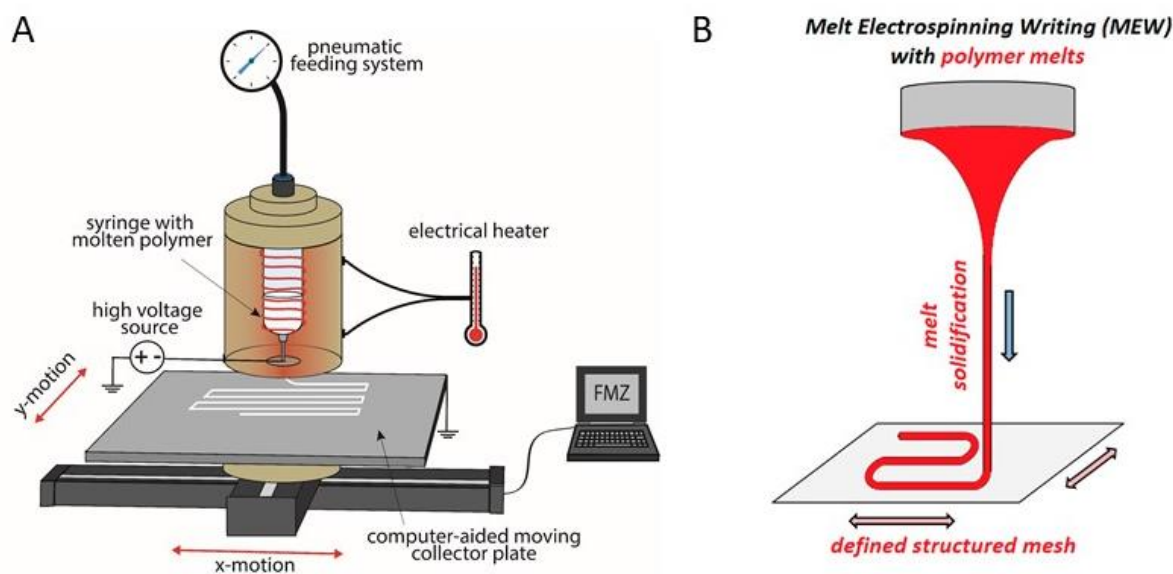 A
pneumatic
feeding system
syringe with
molten polymer
electrical heater
high voltage
source
+ -
y-motion
FMZ
computer-aided moving
collector plate
x-motion
B
Melt Electrospinning Writing (MEW)
with polymer melts
melt
solidification
defined structured mesh